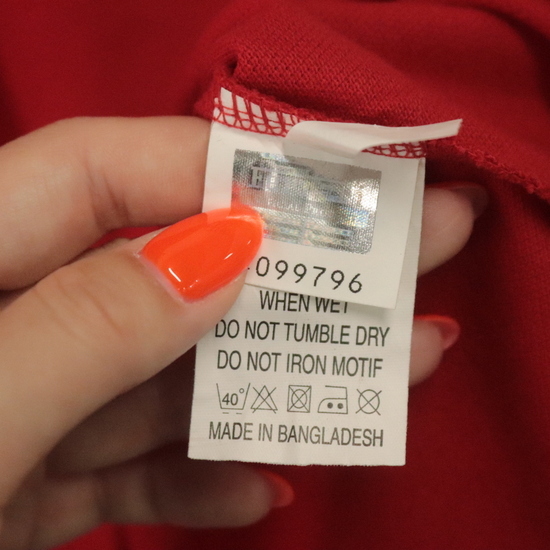 099796
WHEN WET
DO NOT TUMBLE DRY
DO NOT IRON MOTIF
40°
MADE IN BANGLADESH